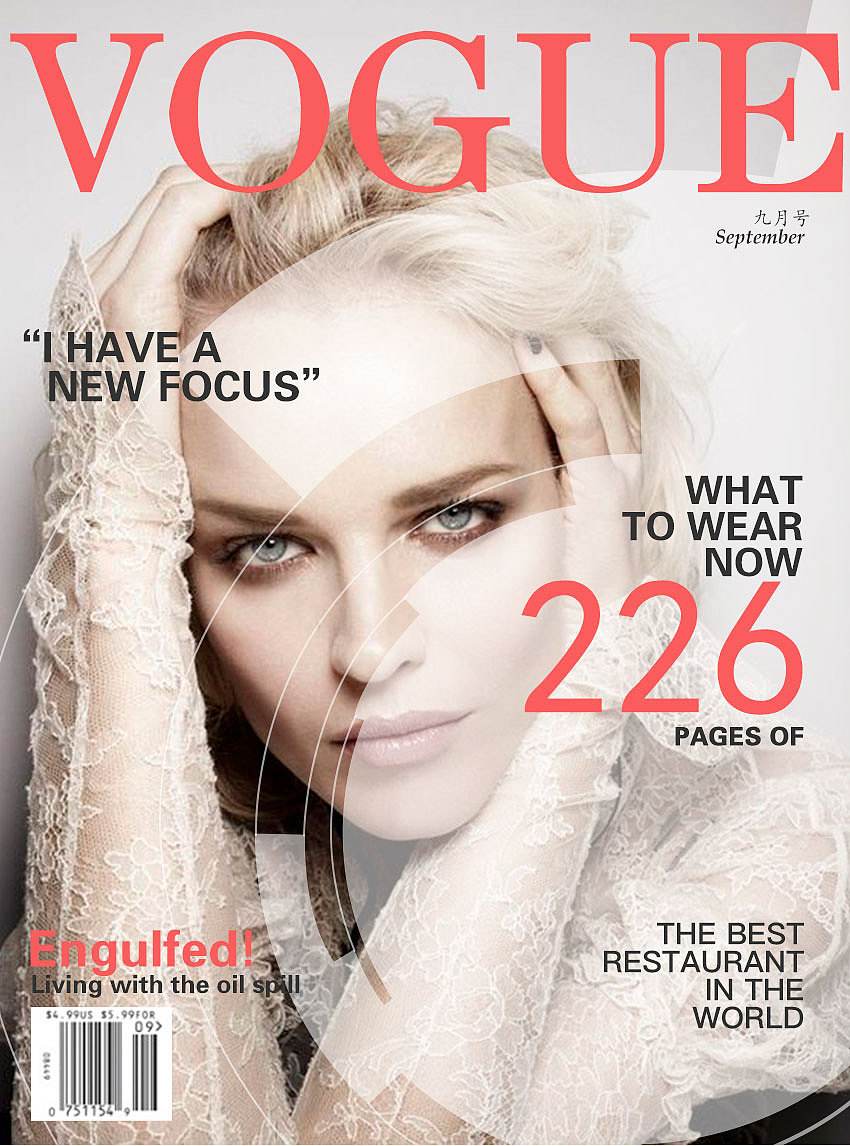 VOGUE
九月号
September
“I HAVE A
NEW FOCUS”
WHAT
TO WEAR
NOW
226
PAGES OF
Engulfed!
Living with the oil spill
THE BEST
RESTAURANT
IN THE
WORLD
$4.99US $5.99FOR
09>
08449
0 751154 9